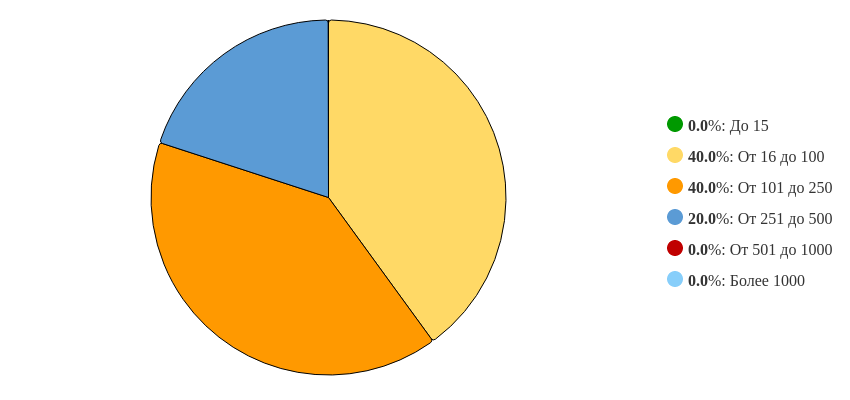 0.0%: До 15
40.0%: От 16 до 100
40.0%: От 101 до 250
20.0%: От 251 до 500
0.0%: От 501 до 1000
0.0%: Более 1000